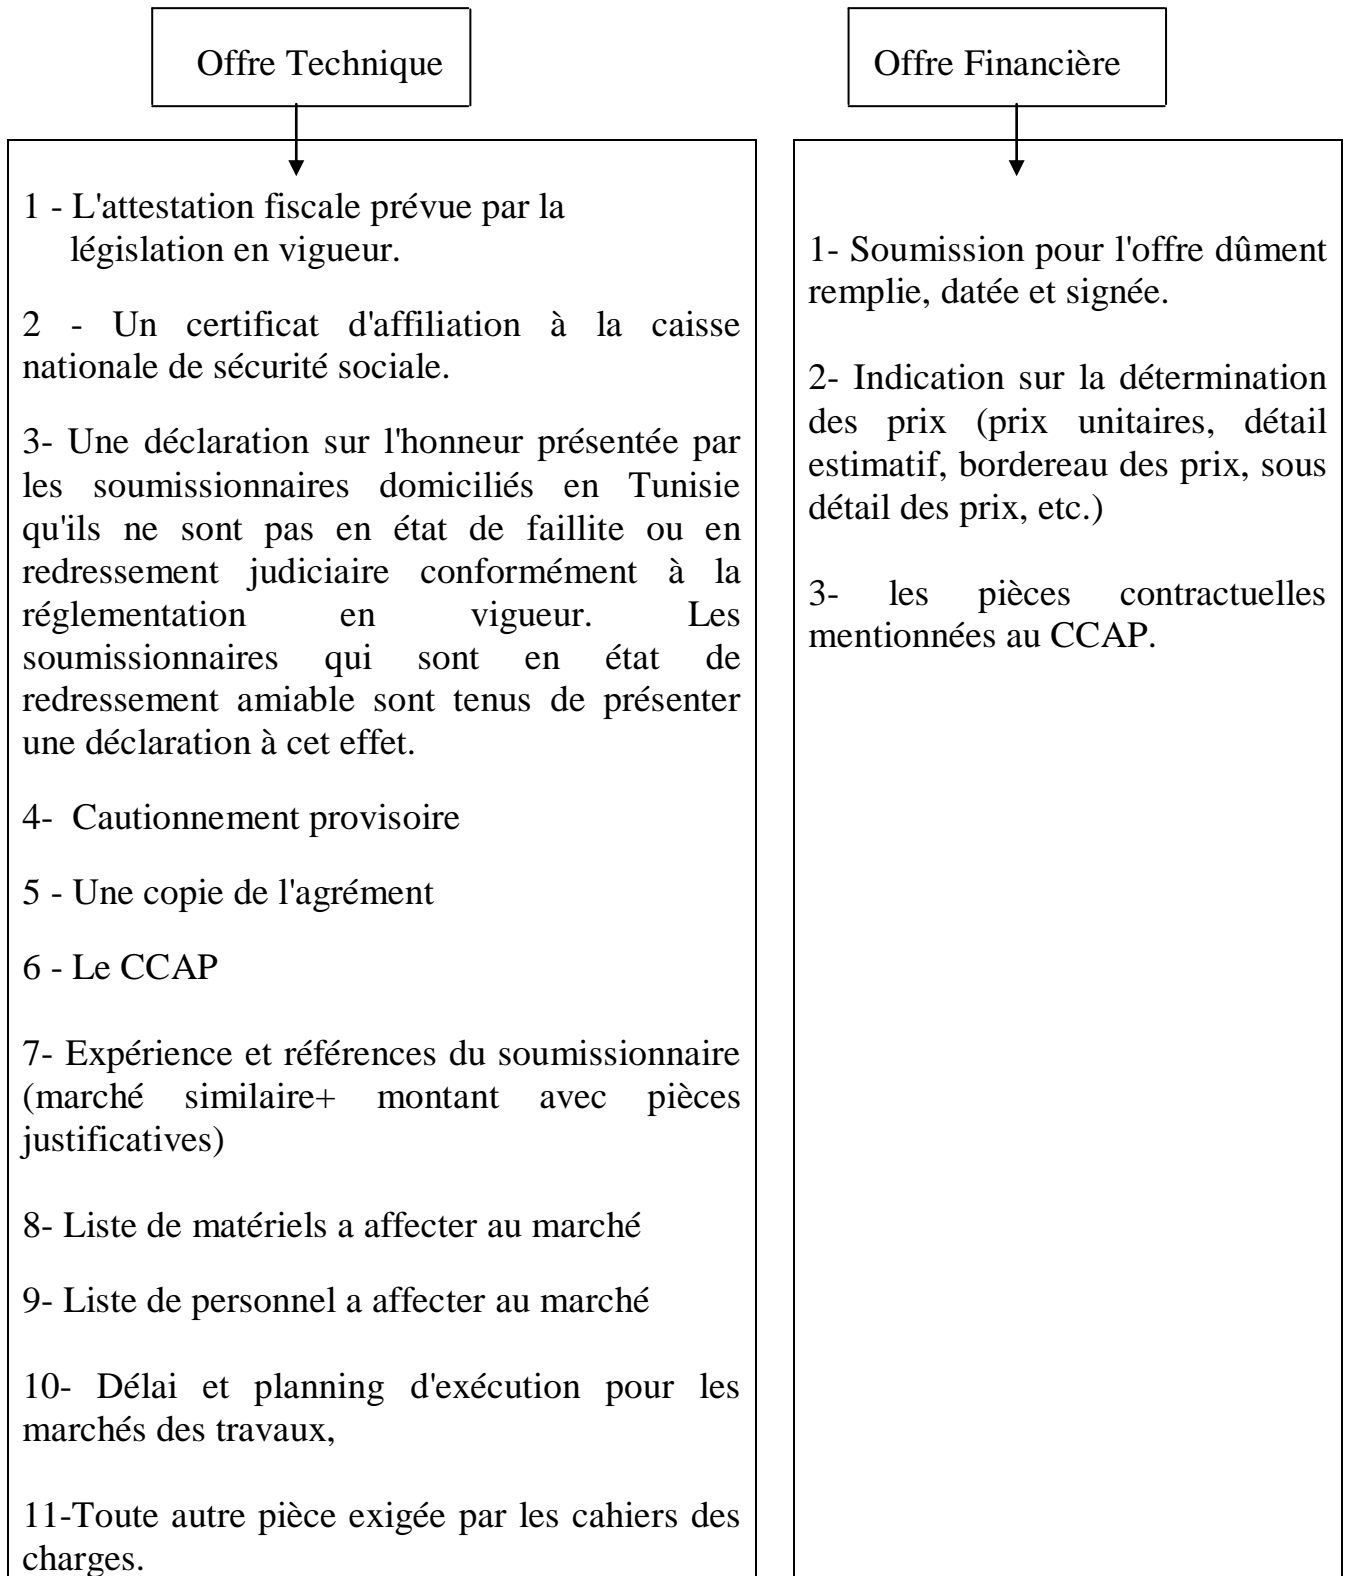 Offre Technique
1 - L'attestation fiscale prévue par la
législation en vigueur.
2 - Un certificat d'affiliation à la caisse
nationale de sécurité sociale.
3- Une déclaration sur l'honneur présentée par
les soumissionnaires domiciliés en Tunisie
qu'ils ne sont pas en état de faillite ou en
redressement judiciaire conformément à la
réglementation en vigueur. Les
soumissionnaires qui sont en état de
redressement amiable sont tenus de présenter
une déclaration à cet effet.
4- Cautionnement provisoire
5 - Une copie de l'agrément
6 - Le CCAP
7- Expérience et références du soumissionnaire
(marché similaire+ montant avec pièces
justificatives)
8- Liste de matériels a affecter au marché
9- Liste de personnel a affecter au marché
10- Délai et planning d'exécution pour les
marchés des travaux,
11-Toute autre pièce exigée par les cahiers des
charges.
Offre Financière
1- Soumission pour l'offre dûment
remplie, datée et signée.
2- Indication sur la détermination
des prix (prix unitaires, détail
estimatif, bordereau des prix, sous
détail des prix, etc.)
3- les pièces contractuelles
mentionnées au CCAP.